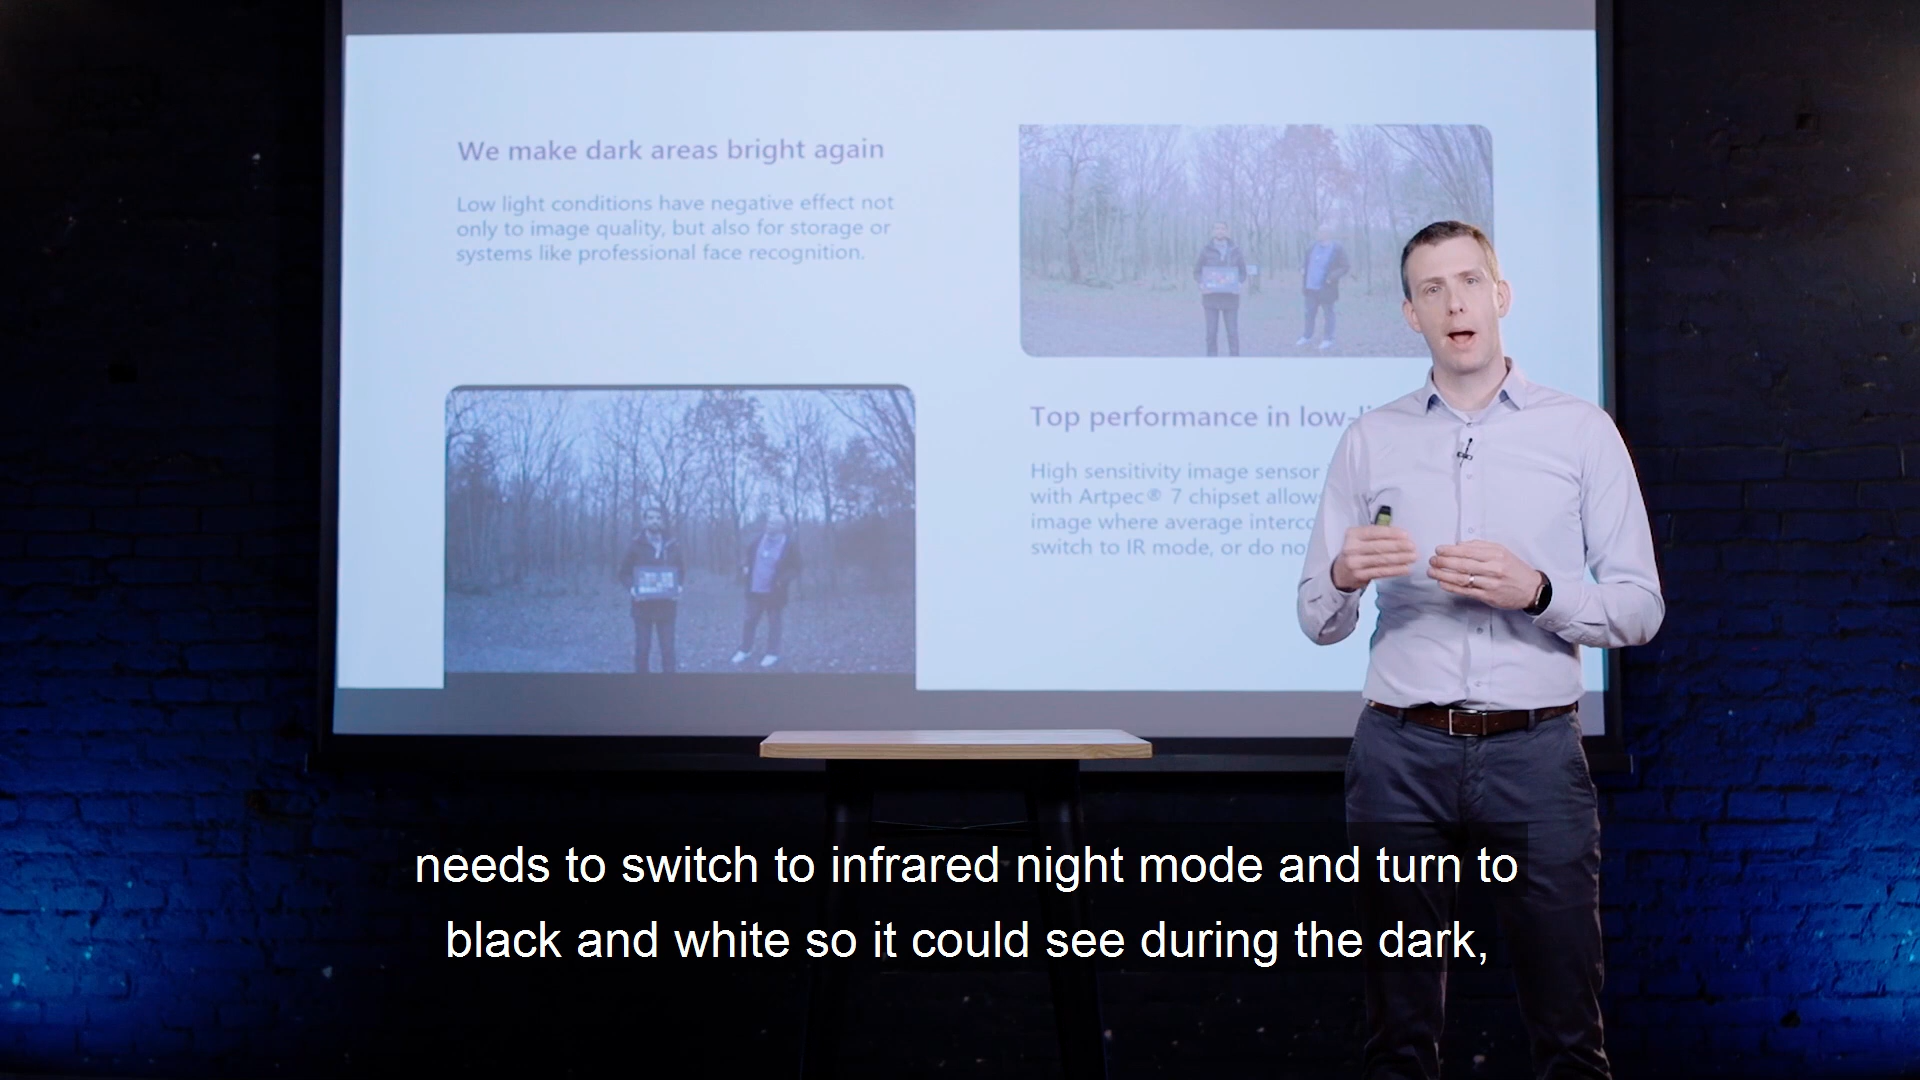 We make dark areas bright again
Low light conditions have negative effect not
only to image quality, but also for storage or
systems like professional face recognition.
Top performance in low-
High sensitivity image sensor
with Artpec® 7 chipset allows
image where average
switch to IR mode, or do
needs to switch to infrared night mode and turn to
black and white so it could see during the dark,